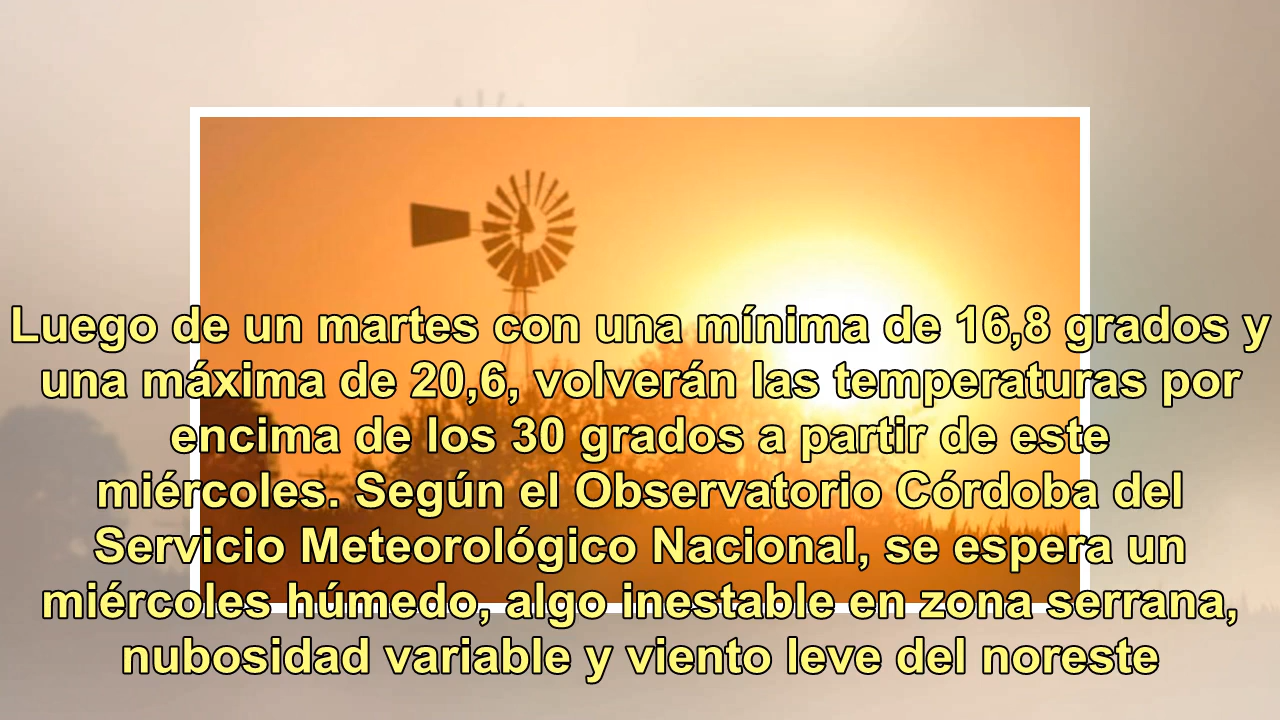 Luego de un martes con una mínima de 16,8 grados y
una máxima de 20,6, volverán las temperaturas por
encima de los 30 grados a partir de este
miércoles. Según el Observatorio Córdoba del
Servicio Meteorológico Nacional, se espera un
miércoles húmedo, algo inestable en zona serrana,
nubosidad variable y viento leve del noreste